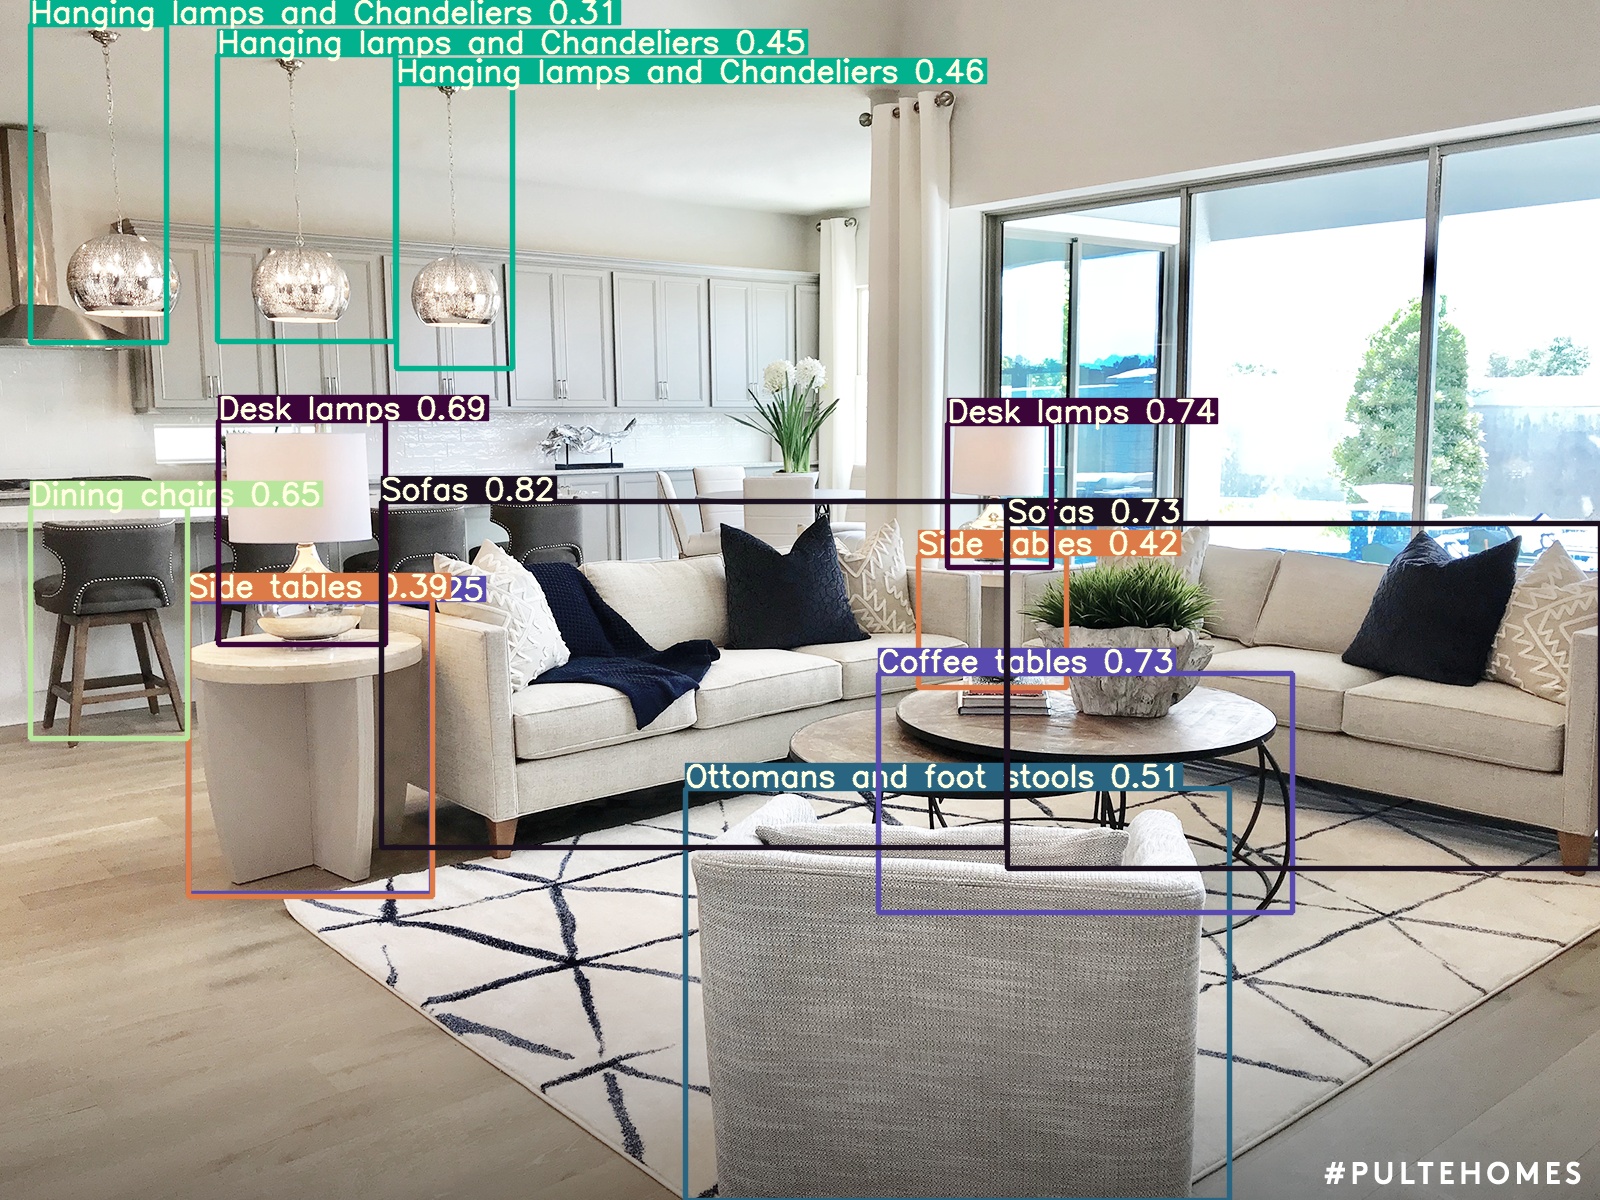 Hanging lamps and Chandeliers 0.31
Hanging lamps and Chandeliers 0.45
Hanging lamps and Chandeliers 0.46
Desk lamps 0.69
Desk lamps 0.74
Dining chairs 0.65
Sofas 0.82
Sofas 0.73
Side tables 0.42
Side tables 0.39
25
Coffee tables 0.73
Ottomans and foot stools 0.51
#PULTEHOMES